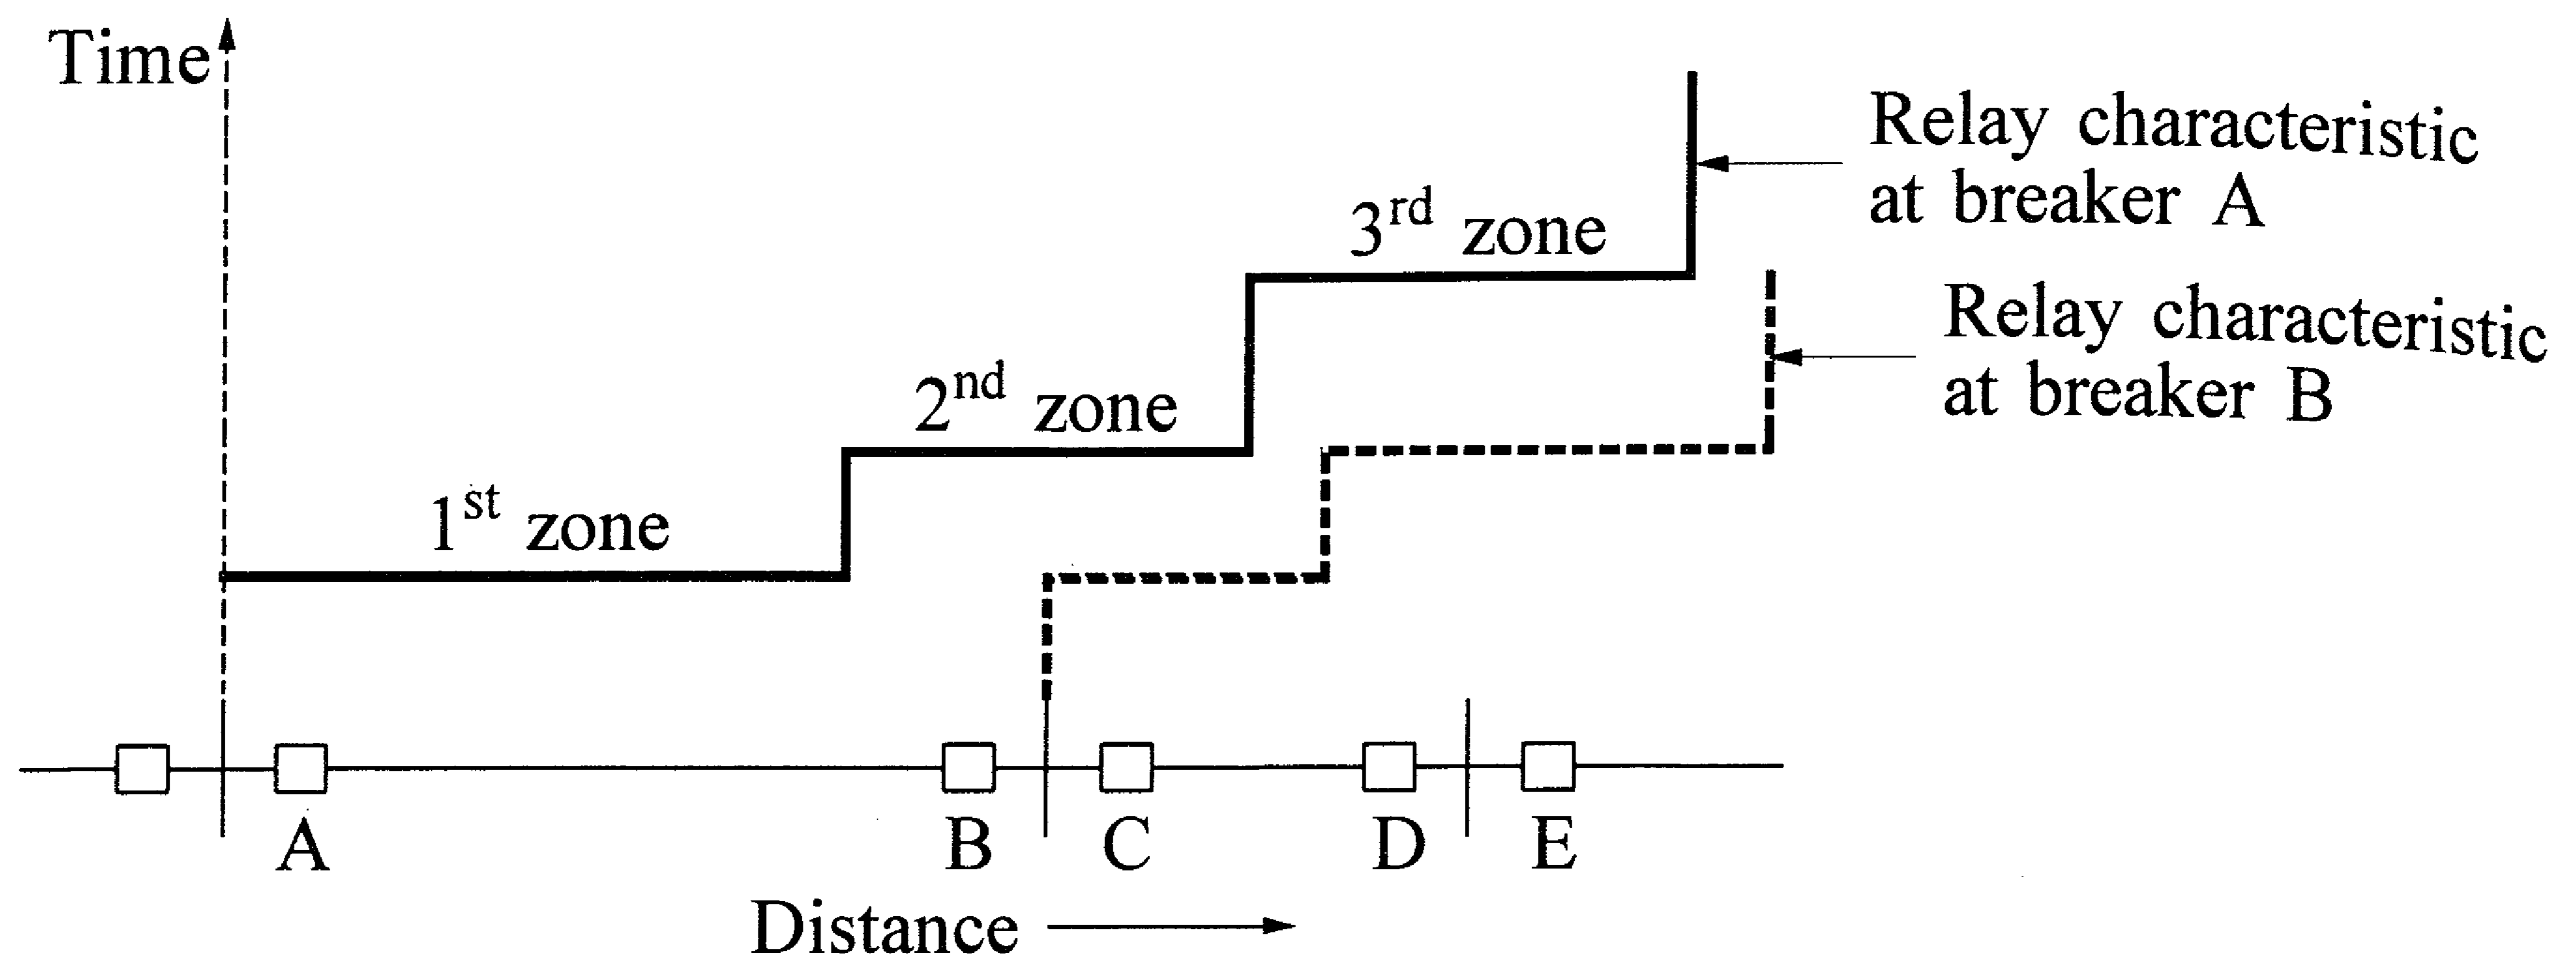 Time
Relay characteristic
at breaker A
3rd zone
Relay characteristic
at breaker B
2nd zone
1st zone
A B C D E
Distance